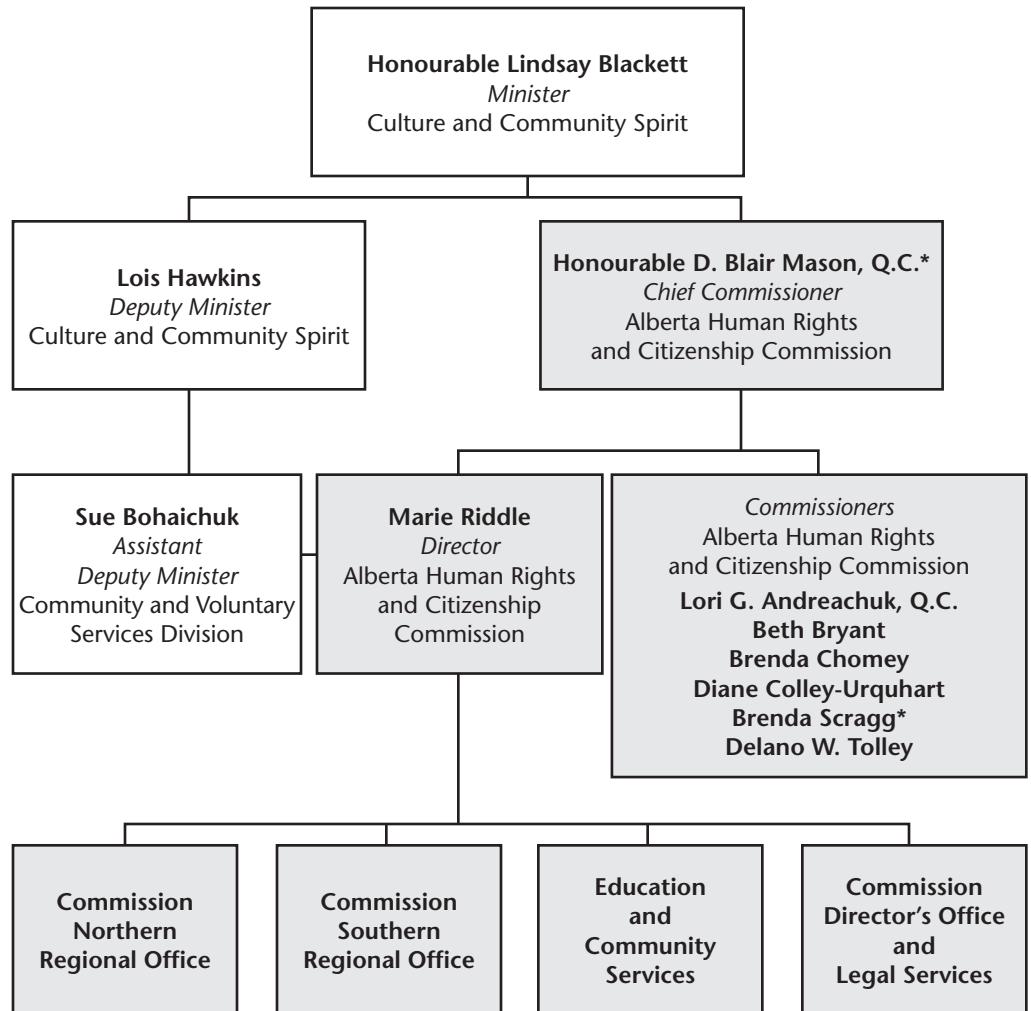 Honourable Lindsay Blackett
Minister
Culture and Community Spirit
Lois Hawkins
Deputy Minister
Culture and Community Spirit
Honourable D. Blair Mason, Q.C.*
Chief Commissioner
Alberta Human Rights
and Citizenship Commission
Sue Bohaichuk
Assistant
Deputy Minister
Community and Voluntary
Services Division
Marie Riddle
Director
Alberta Human Rights
and Citizenship
Commission
Commissioners
Alberta Human Rights
and Citizenship Commission
Lori G. Andreachuk, Q.C.
Beth Bryant
Brenda Chomey
Diane Colley-Urquhart
Brenda Scragg*
Delano W. Tolley
Commission
Northern
Regional Office
Commission
Southern
Regional Office
Education
and
Community
Services
Commission
Director’s Office
and
Legal Services